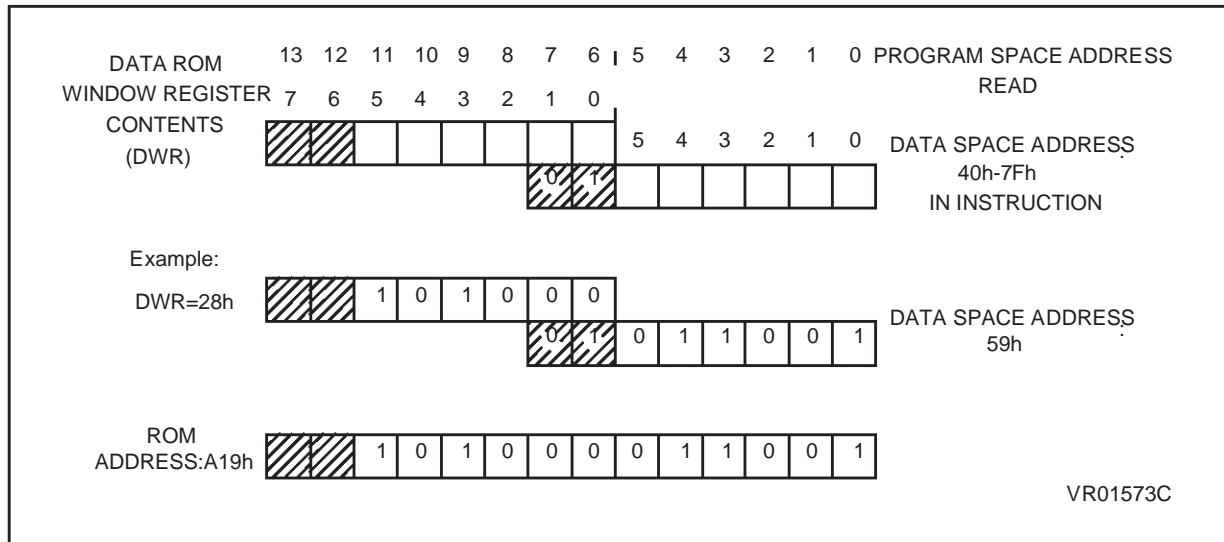 DATA ROM
WINDOW REGISTER
CONTENTS
(DWR)
13 12 11 10 9 8 7 6 5 4 3 2 1 0
7 6 5 4 3 2 1 0
PROGRAM SPACE ADDRESS
READ
5 4 3 2 1 0
0 1
DATA SPACE ADDRESS
:
40h-7Fh
IN INSTRUCTION
Example:
DWR=28h
1 0 1 0 0 0
0 1 0 1 1 0 0 1
DATA SPACE ADDRESS
:
59h
ROM
ADDRESS:A19h
1 0 1 0 0 0 0 1 1 0 0 1
VR01573C